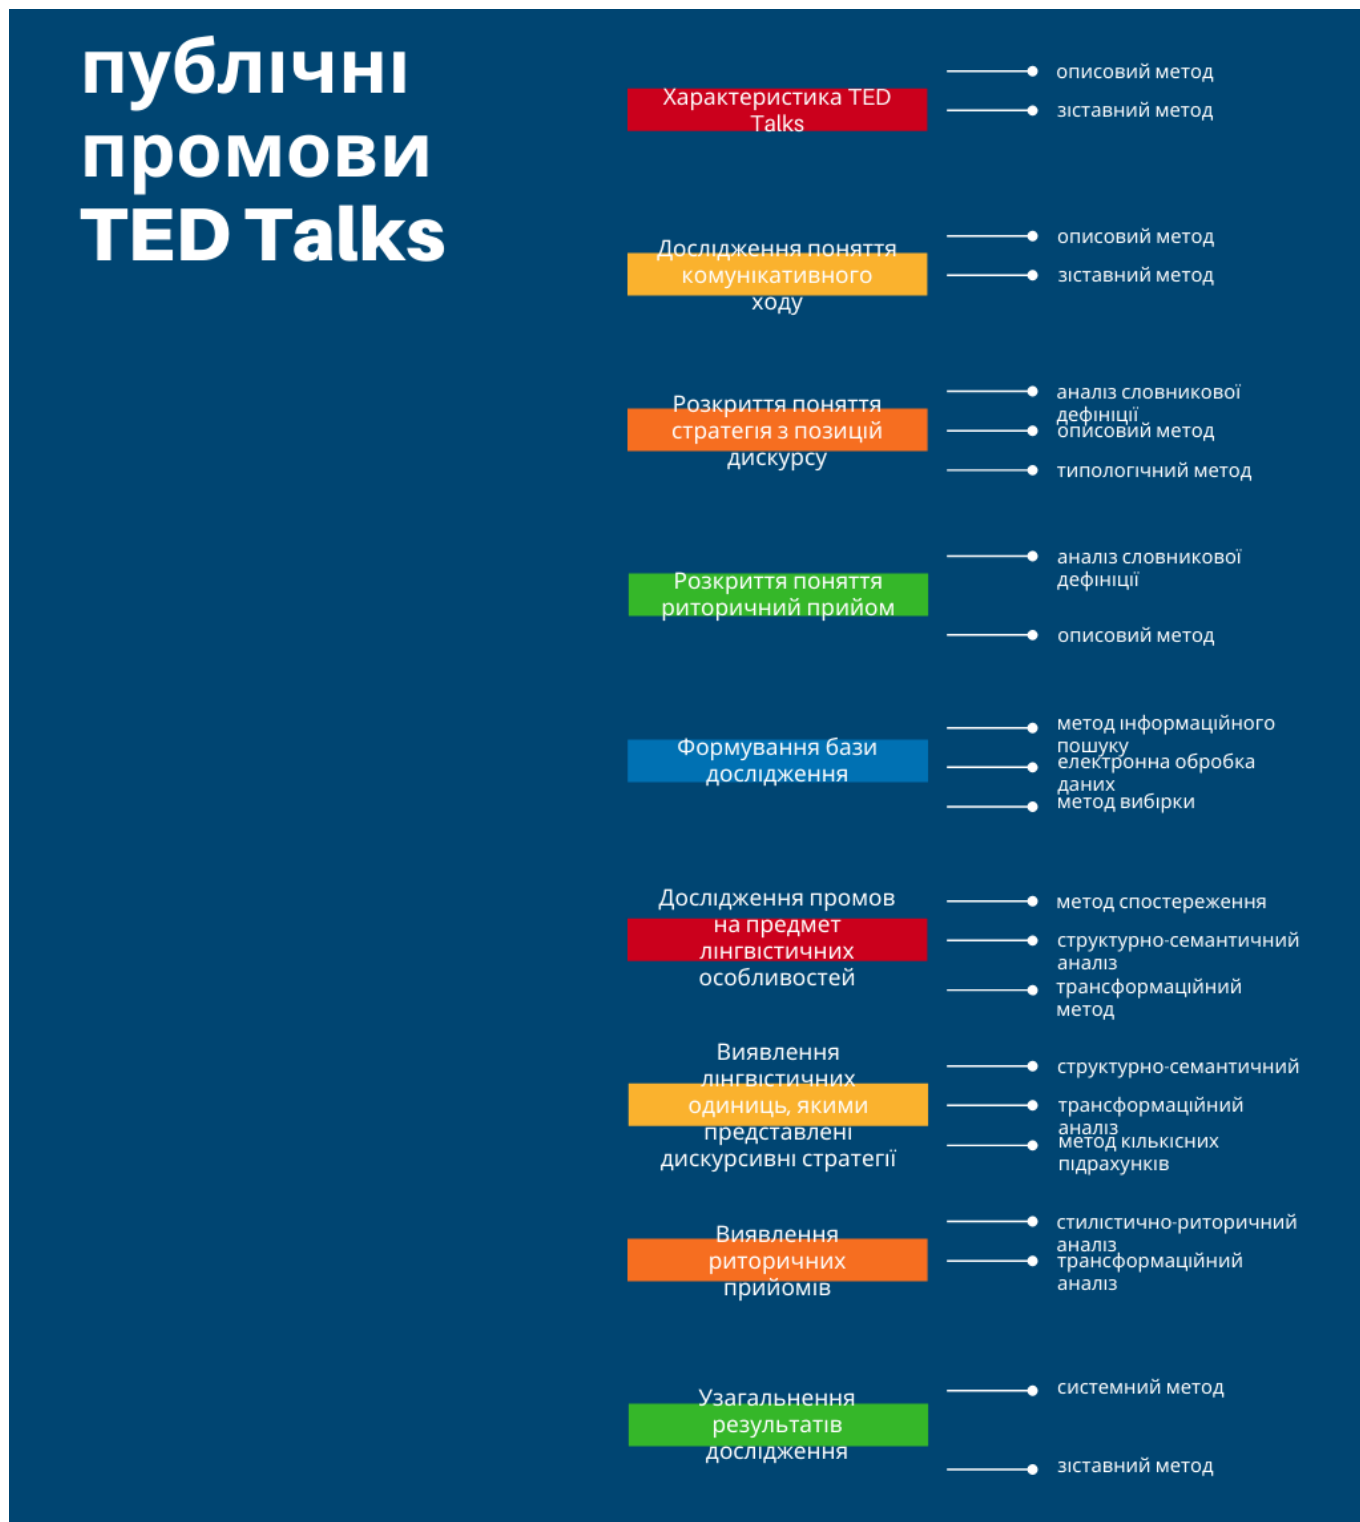 публічні
промови
TED Talks
Характеристика TED
Talks
описовий метод
зіставний метод
Дослідження поняття
комунікативного
ходу
описовий метод
зіставний метод
Розкриття поняття
стратегія з позицій
дискурсу
аналіз словникової
дефініції
описовий метод
типологічний метод
Розкриття поняття
риторичний прийом
аналіз словникової
дефініції
описовий метод
Формування бази
дослідження
метод інформаційного
пошуку
електронна обробка
даних
метод вибірки
Дослідження промов
на предмет
лінгвістичних
особливостей
метод спостереження
структурно-семантичний
аналіз
трансформаційний
метод
Виявлення
лінгвістичних
одиниць, якими
представлені
дискурсивні стратегії
структурно-семантичний
трансформаційний
аналіз
метод кількісних
підрахунків
Виявлення
риторичних
прийомів
стилістично-риторичний
аналіз
трансформаційний
аналіз
Узагальнення
результатів
дослідження
системний метод
зіставний метод